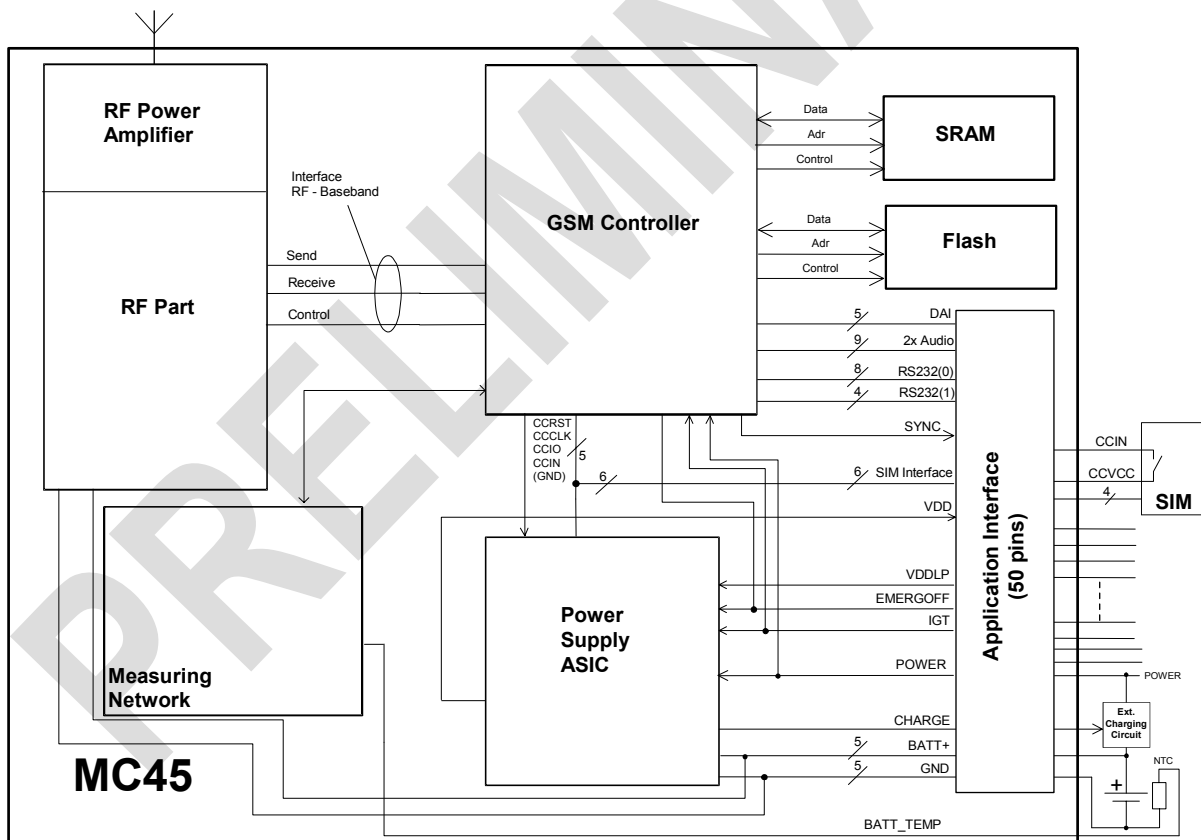 PRELIMINA
RF Power
Amplifier
RF Part
Interface
RF - Baseband
Send
Receive
Control
GSM Controller
Data
Adr
Control
SRAM
Data
Adr
Control
Flash
5
DAI
9
2x Audio
8
RS232(0)
4
RS232(1)
SYNC
CCRST
CCCLK
CCIO
CCIN
(GND)
5
6
6
SIM Interface
VDD
Power
Supply
ASIC
VDDLP
EMERGOFF
IGT
POWER
CHARGE
5
BATT+
5
GND
Application Interface
(50 pins)
CCIN
CCVCC
4
SIM
POWER
Ext.
Charging
Circuit
NTC
+
Measuring
Network
MC45
BATT_TEMP